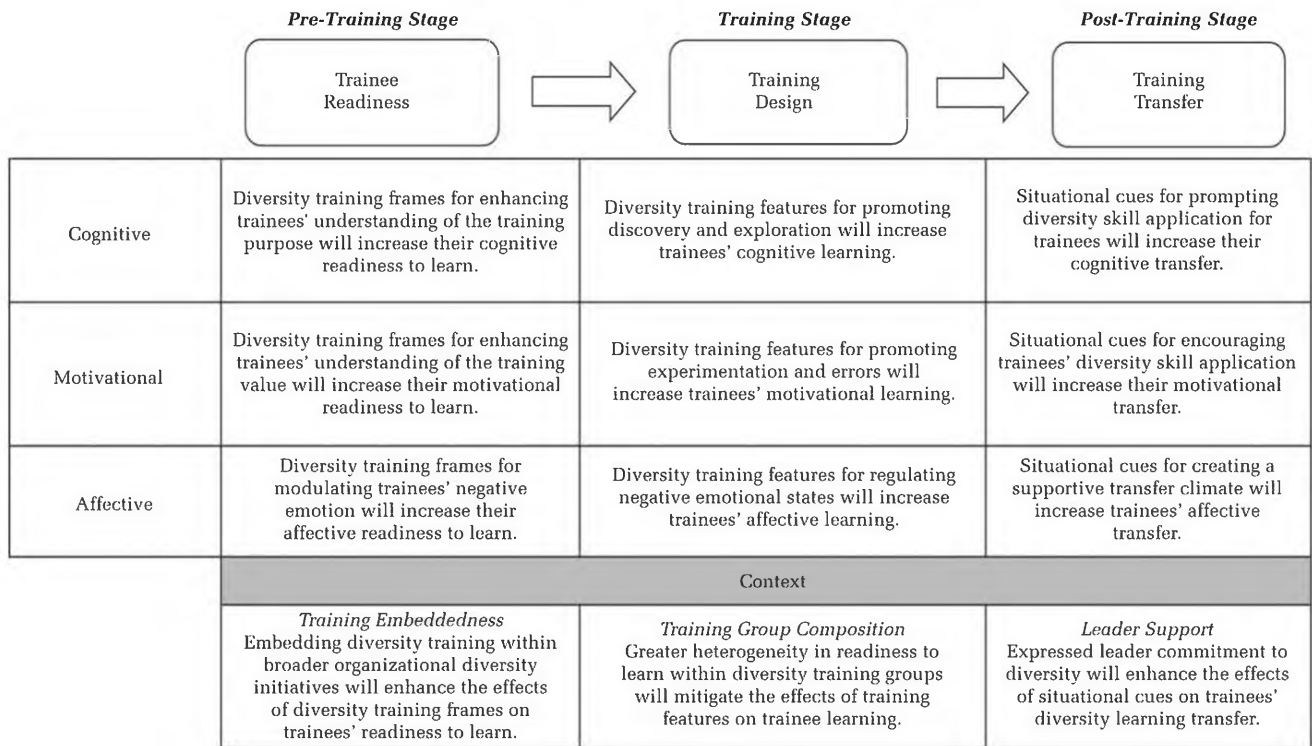 Pre-Training Stage
Training Stage
Post-Training Stage
Trainee
Readiness
Training
Design
Training
Transfer
Cognitive
Diversity training frames for enhancing
trainees' understanding of the training
purpose will increase their cognitive
readiness to learn.
Diversity training features for promoting
discovery and exploration will increase
trainees' cognitive learning.
Situational cues for prompting
diversity skill application for
trainees will increase their
cognitive transfer.
Motivational
Diversity training frames for enhancing
trainees' understanding of the training
value will increase their motivational
readiness to learn.
Diversity training features for promoting
experimentation and errors will
increase trainees' motivational learning.
Situational cues for encouraging
trainees' diversity skill application
will increase their motivational
transfer.
Affective
Diversity training frames for
modulating trainees' negative
emotion will increase their
affective readiness to learn.
Diversity training features for regulating
negative emotional states will increase
trainees' affective learning.
Situational cues for creating a
supportive transfer climate will
increase trainees' affective
transfer.
Context
Training Embeddedness
Embedding diversity training within
broader organizational diversity
initiatives will enhance the effects
of diversity training frames on
trainees' readiness to learn.
Training Group Composition
Greater heterogeneity in readiness to
learn within diversity training groups
will mitigate the effects of training
features on trainee learning.
Leader Support
Expressed leader commitment to
diversity will enhance the effects
of situational cues on trainees'
diversity learning transfer.